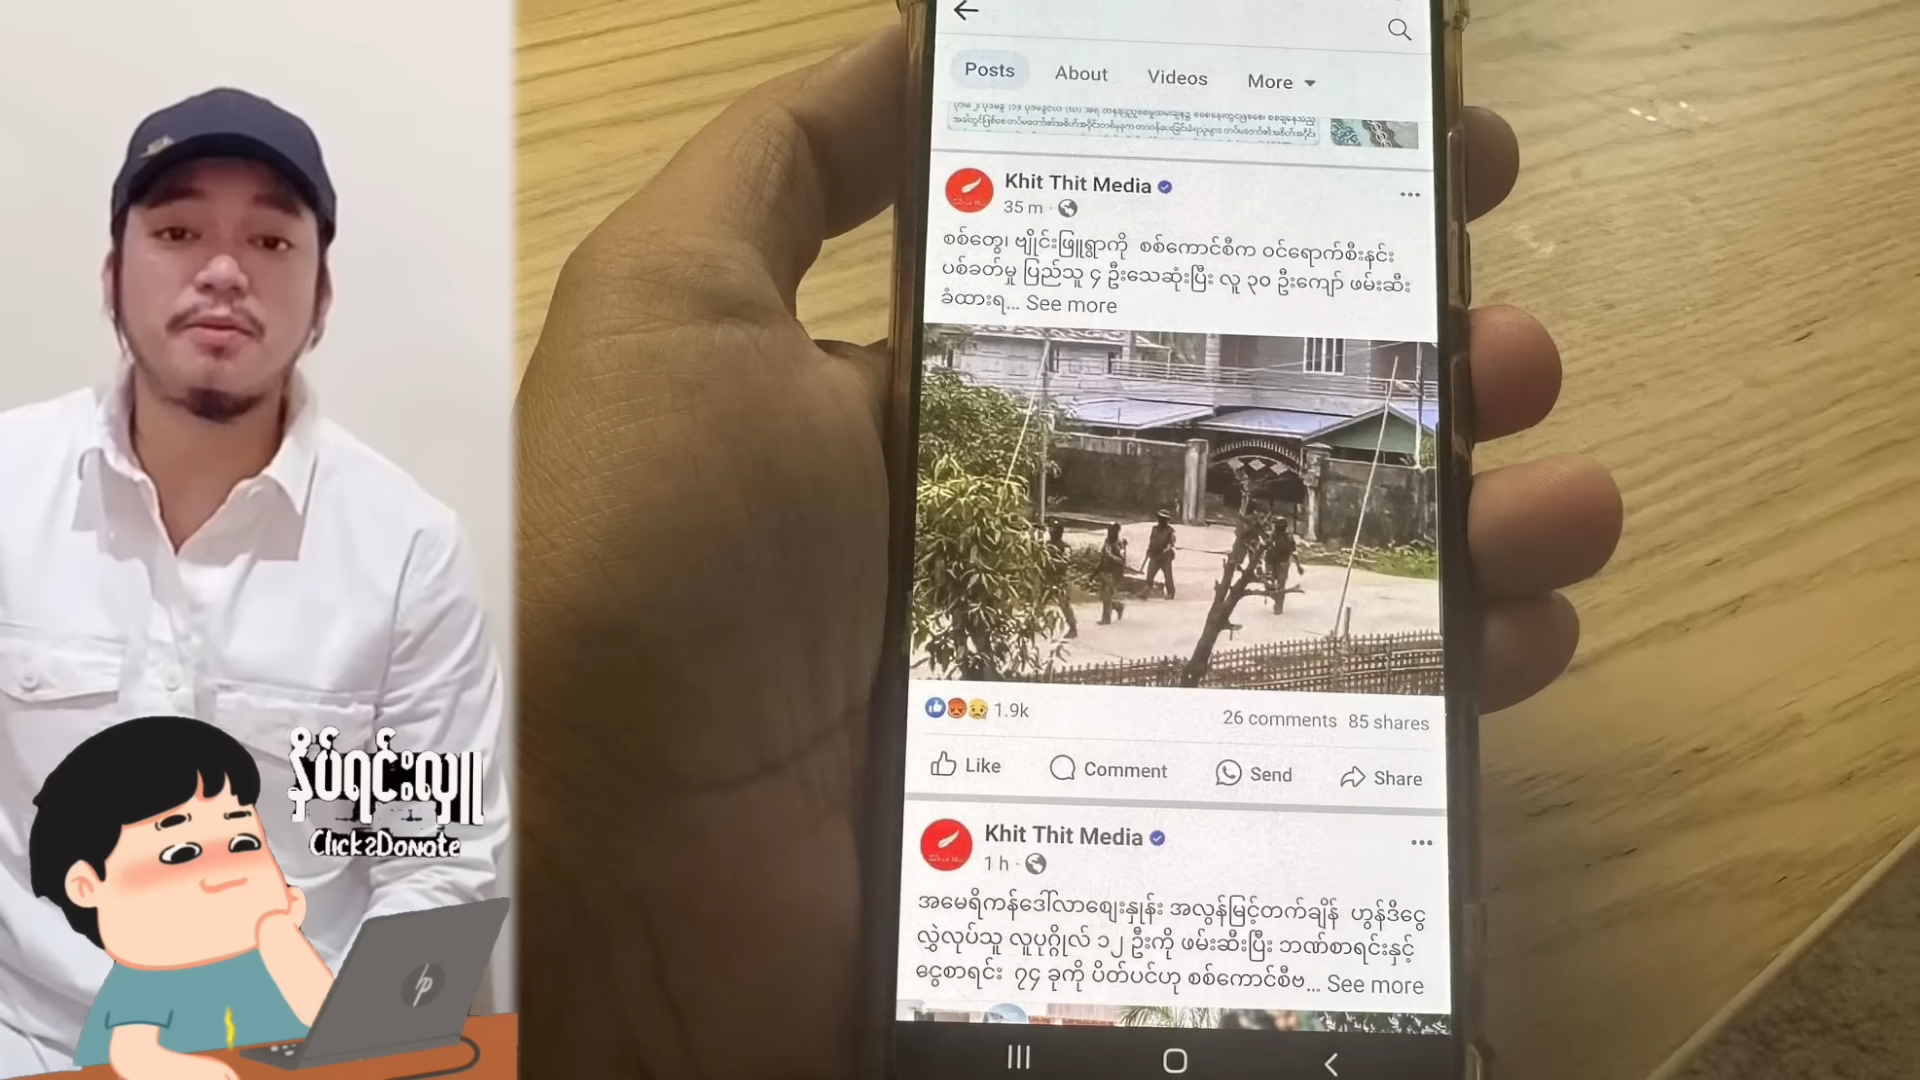 Posts About Videos More
Khit Thit Media
35 m
စစ်တွေ၊ ဗျိုင်းဖြူရွာကို စစ်ကောင်စီက ဝင်ရောက်စီးနင်း
ပစ်ခတ်မှု ပြည်သူ ၄ ဦးသေဆုံးပြီး လူ ၃၀ ဦးကျော် ဖမ်းဆီး
ခံထားရ... See more
1.9k 26 comments 85 shares
Like Comment Send Share
Khit Thit Media
1 h
အမေရိကန်ဒေါ်လာဈေးနှုန်း အလွန်မြင့်တက်ချိန် ဟွန်ဒီငွေ
လွှဲလုပ်သူ လူပုဂ္ဂိုလ် ၁၂ ဦးကို ဖမ်းဆီးပြီး ဘဏ်စာရင်းနှင့်
ငွေစာရင်း ၇၄ ခုကို ပိတ်ပင်ဟု စစ်ကောင်စီဗ... See more
နှိပ်ရင်းလှူ
Click2Donate
hp